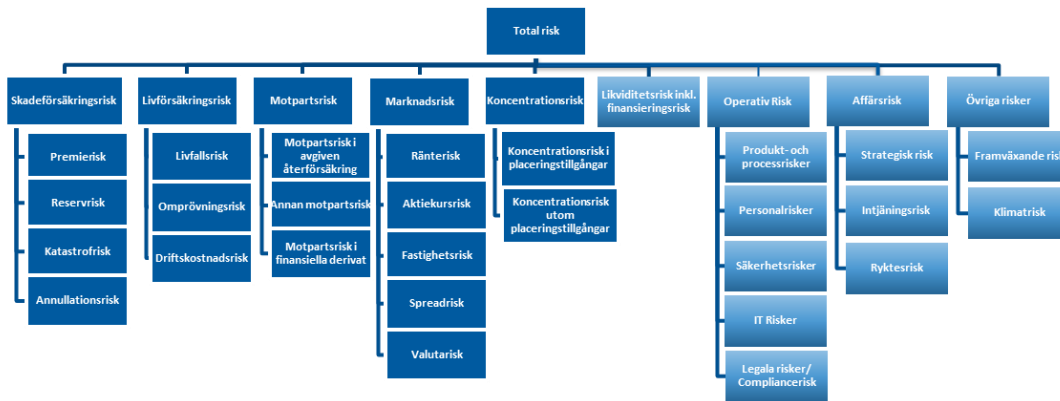 Total risk
Skadeförsäkringsrisk
Livförsäkringsrisk
Motpartsrisk
Marknadsrisk
Koncentrationsrisk
Likviditetsrisk inkl.
finansieringsrisk
Operativ Risk
Affärsrisk
Övriga risker
Premierisk
Reservrisk
Katastrofrisk
Annullationsrisk
Livfallsrisk
Omprövningsrisk
Driftskostnadsrisk
Motpartsrisk i
avgiven
återförsäkring
Annan motpartsrisk
Motpartsrisk i
finansiella derivat
Ränterisk
Aktiekursrisk
Fastighetsrisk
Spreadrisk
Valutarisk
Koncentrationsrisk i
placeringstillgångar
Koncentrationsrisk
utom
placeringstillgångar
Produkt- och
processrisker
Personalrisker
Säkerhetsrisker
IT Risker
Legala risker/
Compliancerisk
Strategisk risk
Intjäningsrisk
Ryktesrisk
Framväxande risk
Klimatrisk